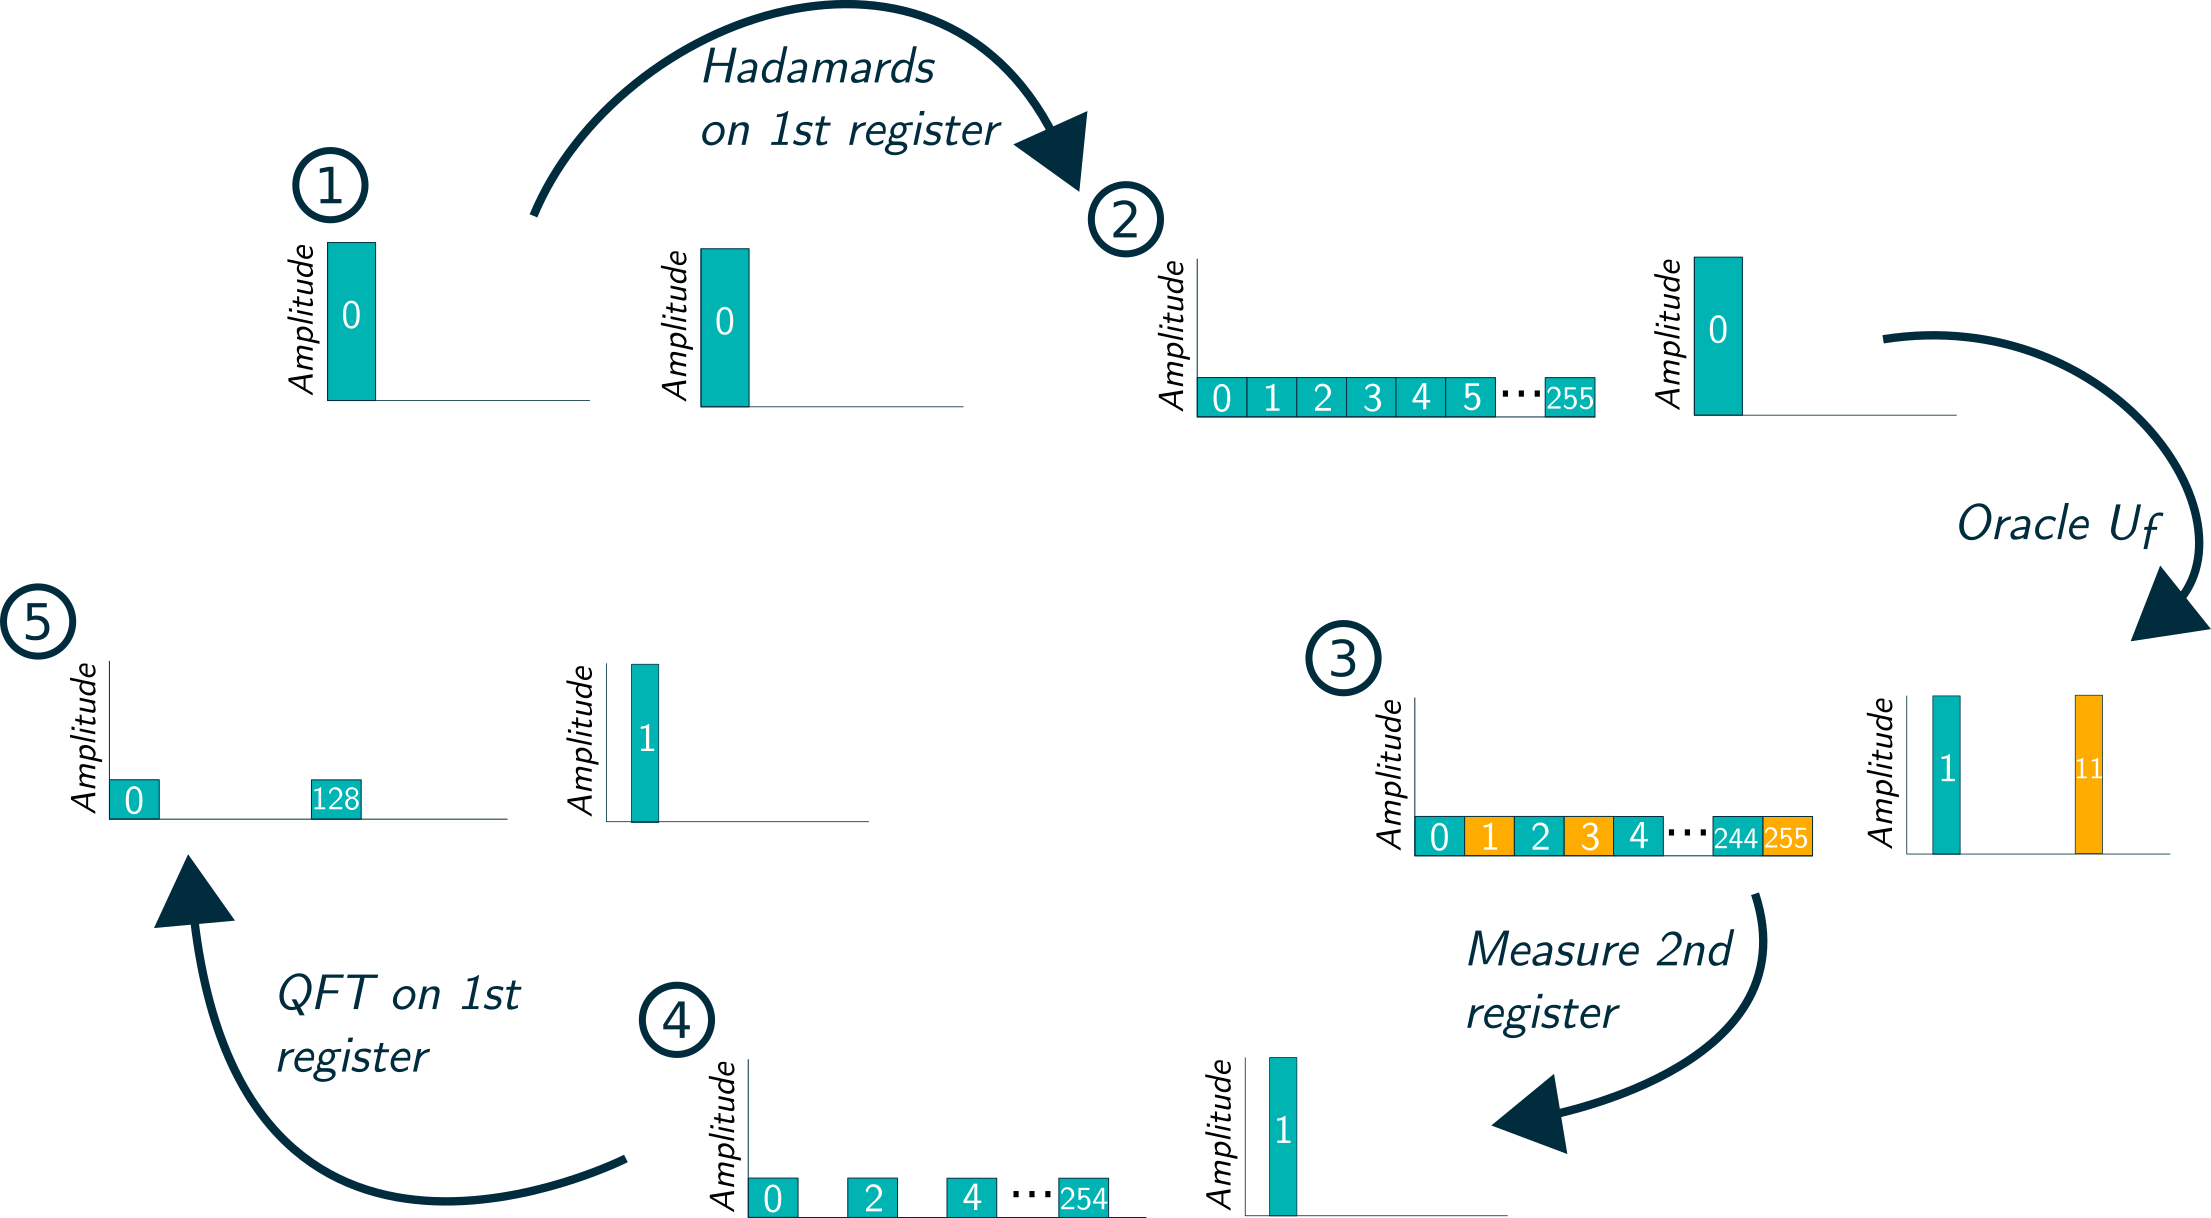 Hadamards
on 1st register
1
Amplitude
0
Amplitude
0
2
Amplitude
0 1 2 3 4 5 ... 255
Amplitude
0
Oracle Uf
3
Amplitude
0 1 2 3 4 ... 244 255
Amplitude
1
11
Measure 2nd
register
4
Amplitude
0 2 4 ... 254
Amplitude
1
QFT on 1st
register
5
Amplitude
0 128
Amplitude
1